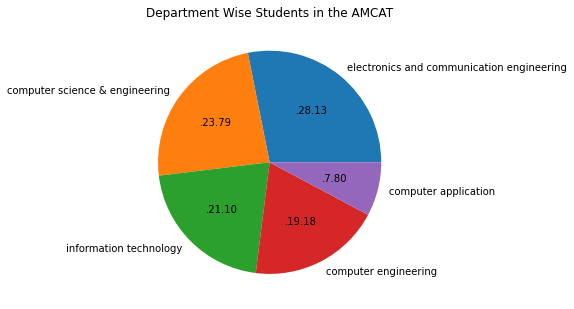 Department Wise Students in the AMCAT
electronics and communication engineering
computer science & engineering
.28.13
.23.79
.7.80
computer application
.21.10
.19.18
information technology
computer engineering